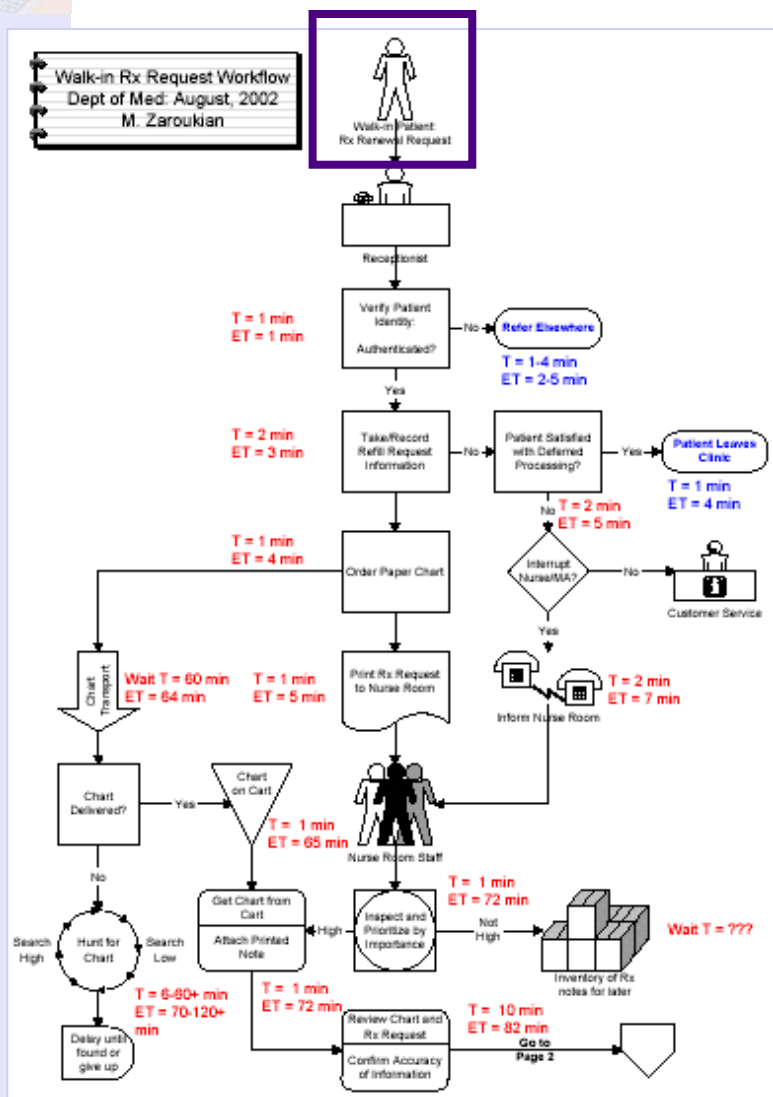 Walk-in Rx Request Workflow
Dept of Med: August, 2002
M. Zaroukian
Walk-in Patient:
Rx Renewal Request
Receptionist
T = 1 min
ET = 1 min
Verify Patient
Identity:
Authenticated?
No
Refer Elsewhere
T = 1-4 min
ET = 2-5 min
Yes
T = 2 min
ET = 3 min
Take/Record
Refill Request
Information
No
Patient Satisfied
with Deferred
Processing?
Yes
Patient Leaves
Clinic
T = 1 min
ET = 4 min
No
T = 2 min
ET = 5 min
T = 1 min
ET = 4 min
Order Paper Chart
Interrupt
Nurse/MA?
No
Customer Service
Yes
Chart
Transport
Wait T = 60 min
ET = 64 min
T = 1 min
ET = 5 min
Print Rx Request
to Nurse Room
T = 2 min
ET = 7 min
Inform Nurse Room
Chart
Delivered?
Yes
Chart
on Cart
T = 1 min
ET = 65 min
Nurse Room Staff
No
Get Chart from
Cart
Attach Printed
Note
High
Inspect and
Prioritize by
Importance
T = 1 min
ET = 72 min
Not
High
Wait T = ???
Inventory of Rx
notes for later
Search
High
Hunt for
Chart
Search
Low
T = 6-60+ min
ET = 70-120+
min
T = 1 min
ET = 72 min
Delay until
found or
give up
Review Chart and
Rx Request
Confirm Accuracy
of Information
T = 10 min
ET = 82 min
Go to
Page 2